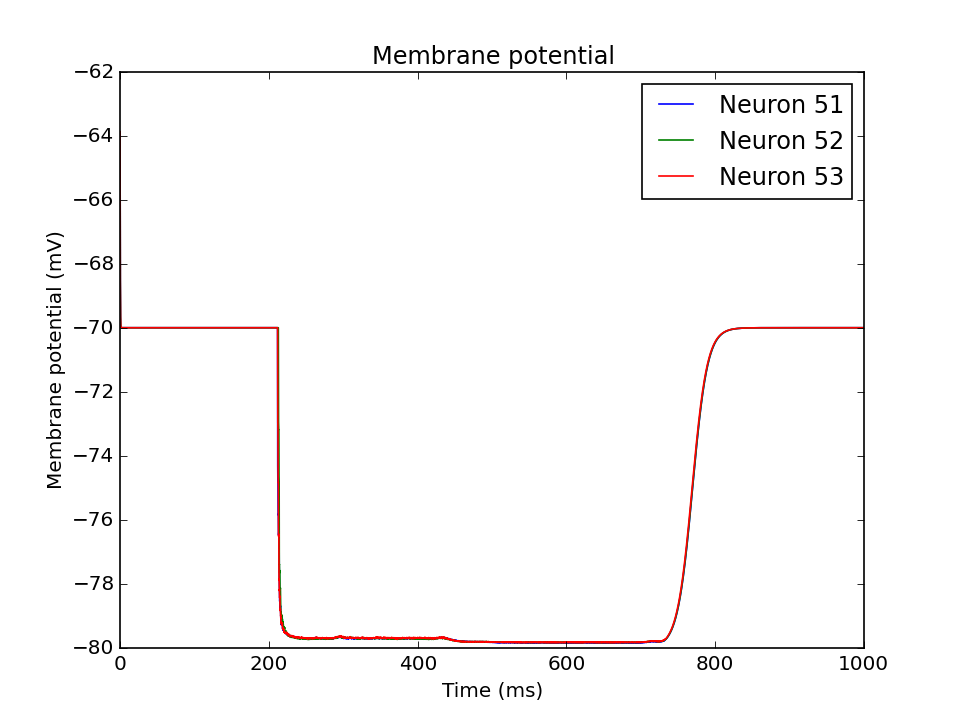 Membrane potential
Neuron 51
Neuron 52
Neuron 53
Membrane potential (mV)
−62
−64
−66
−68
−70
−72
−74
−76
−78
−80
0 200 400 600 800 1000
Time (ms)